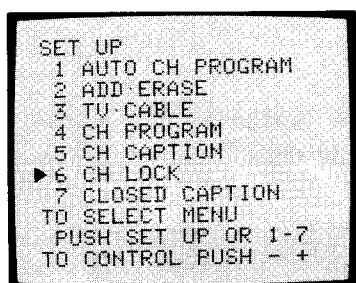 SET UP
1 AUTO CH PROGRAM
2 ADD·ERASE
3 TV·CABLE
4 CH PROGRAM
5 CH CAPTION
▶ 6 CH LOCK
7 CLOSED CAPTION
TO SELECT MENU
PUSH SET UP OR 1-7
TO CONTROL PUSH - +